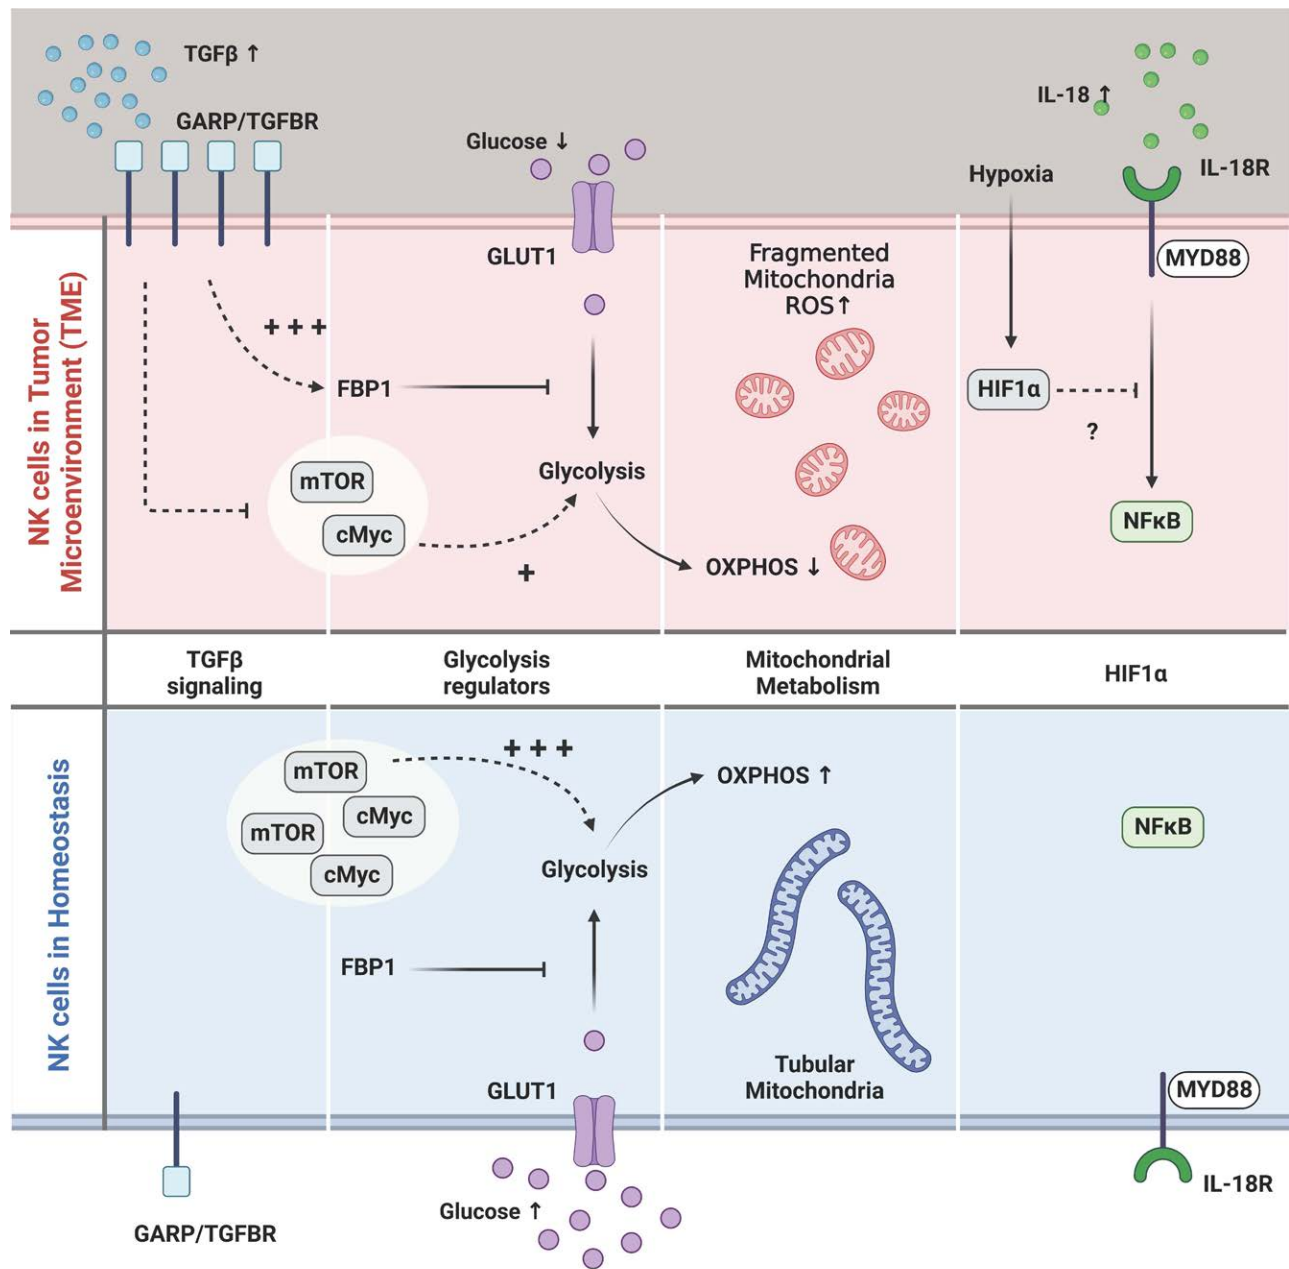 TGFβ ↑
GARP/TGFBR
Glucose ↓
IL-18 ↑
IL-18R
Hypoxia
NK cells in Tumor
Microenvironment (TME)
GLUT1
Fragmented
Mitochondria
ROS↑
MYD88
+ + +
FBP1
HIF1α
?
mTOR
cMyc
Glycolysis
+
OXPHOS ↓
NFκB
TGFβ
signaling
Glycolysis
regulators
Mitochondrial
Metabolism
HIF1α
NK cells in Homeostasis
+ + +
mTOR
mTOR
cMyc
cMyc
OXPHOS ↑
NFκB
Glycolysis
FBP1
GLUT1
Tubular
Mitochondria
MYD88
IL-18R
Glucose ↑
GARP/TGFBR